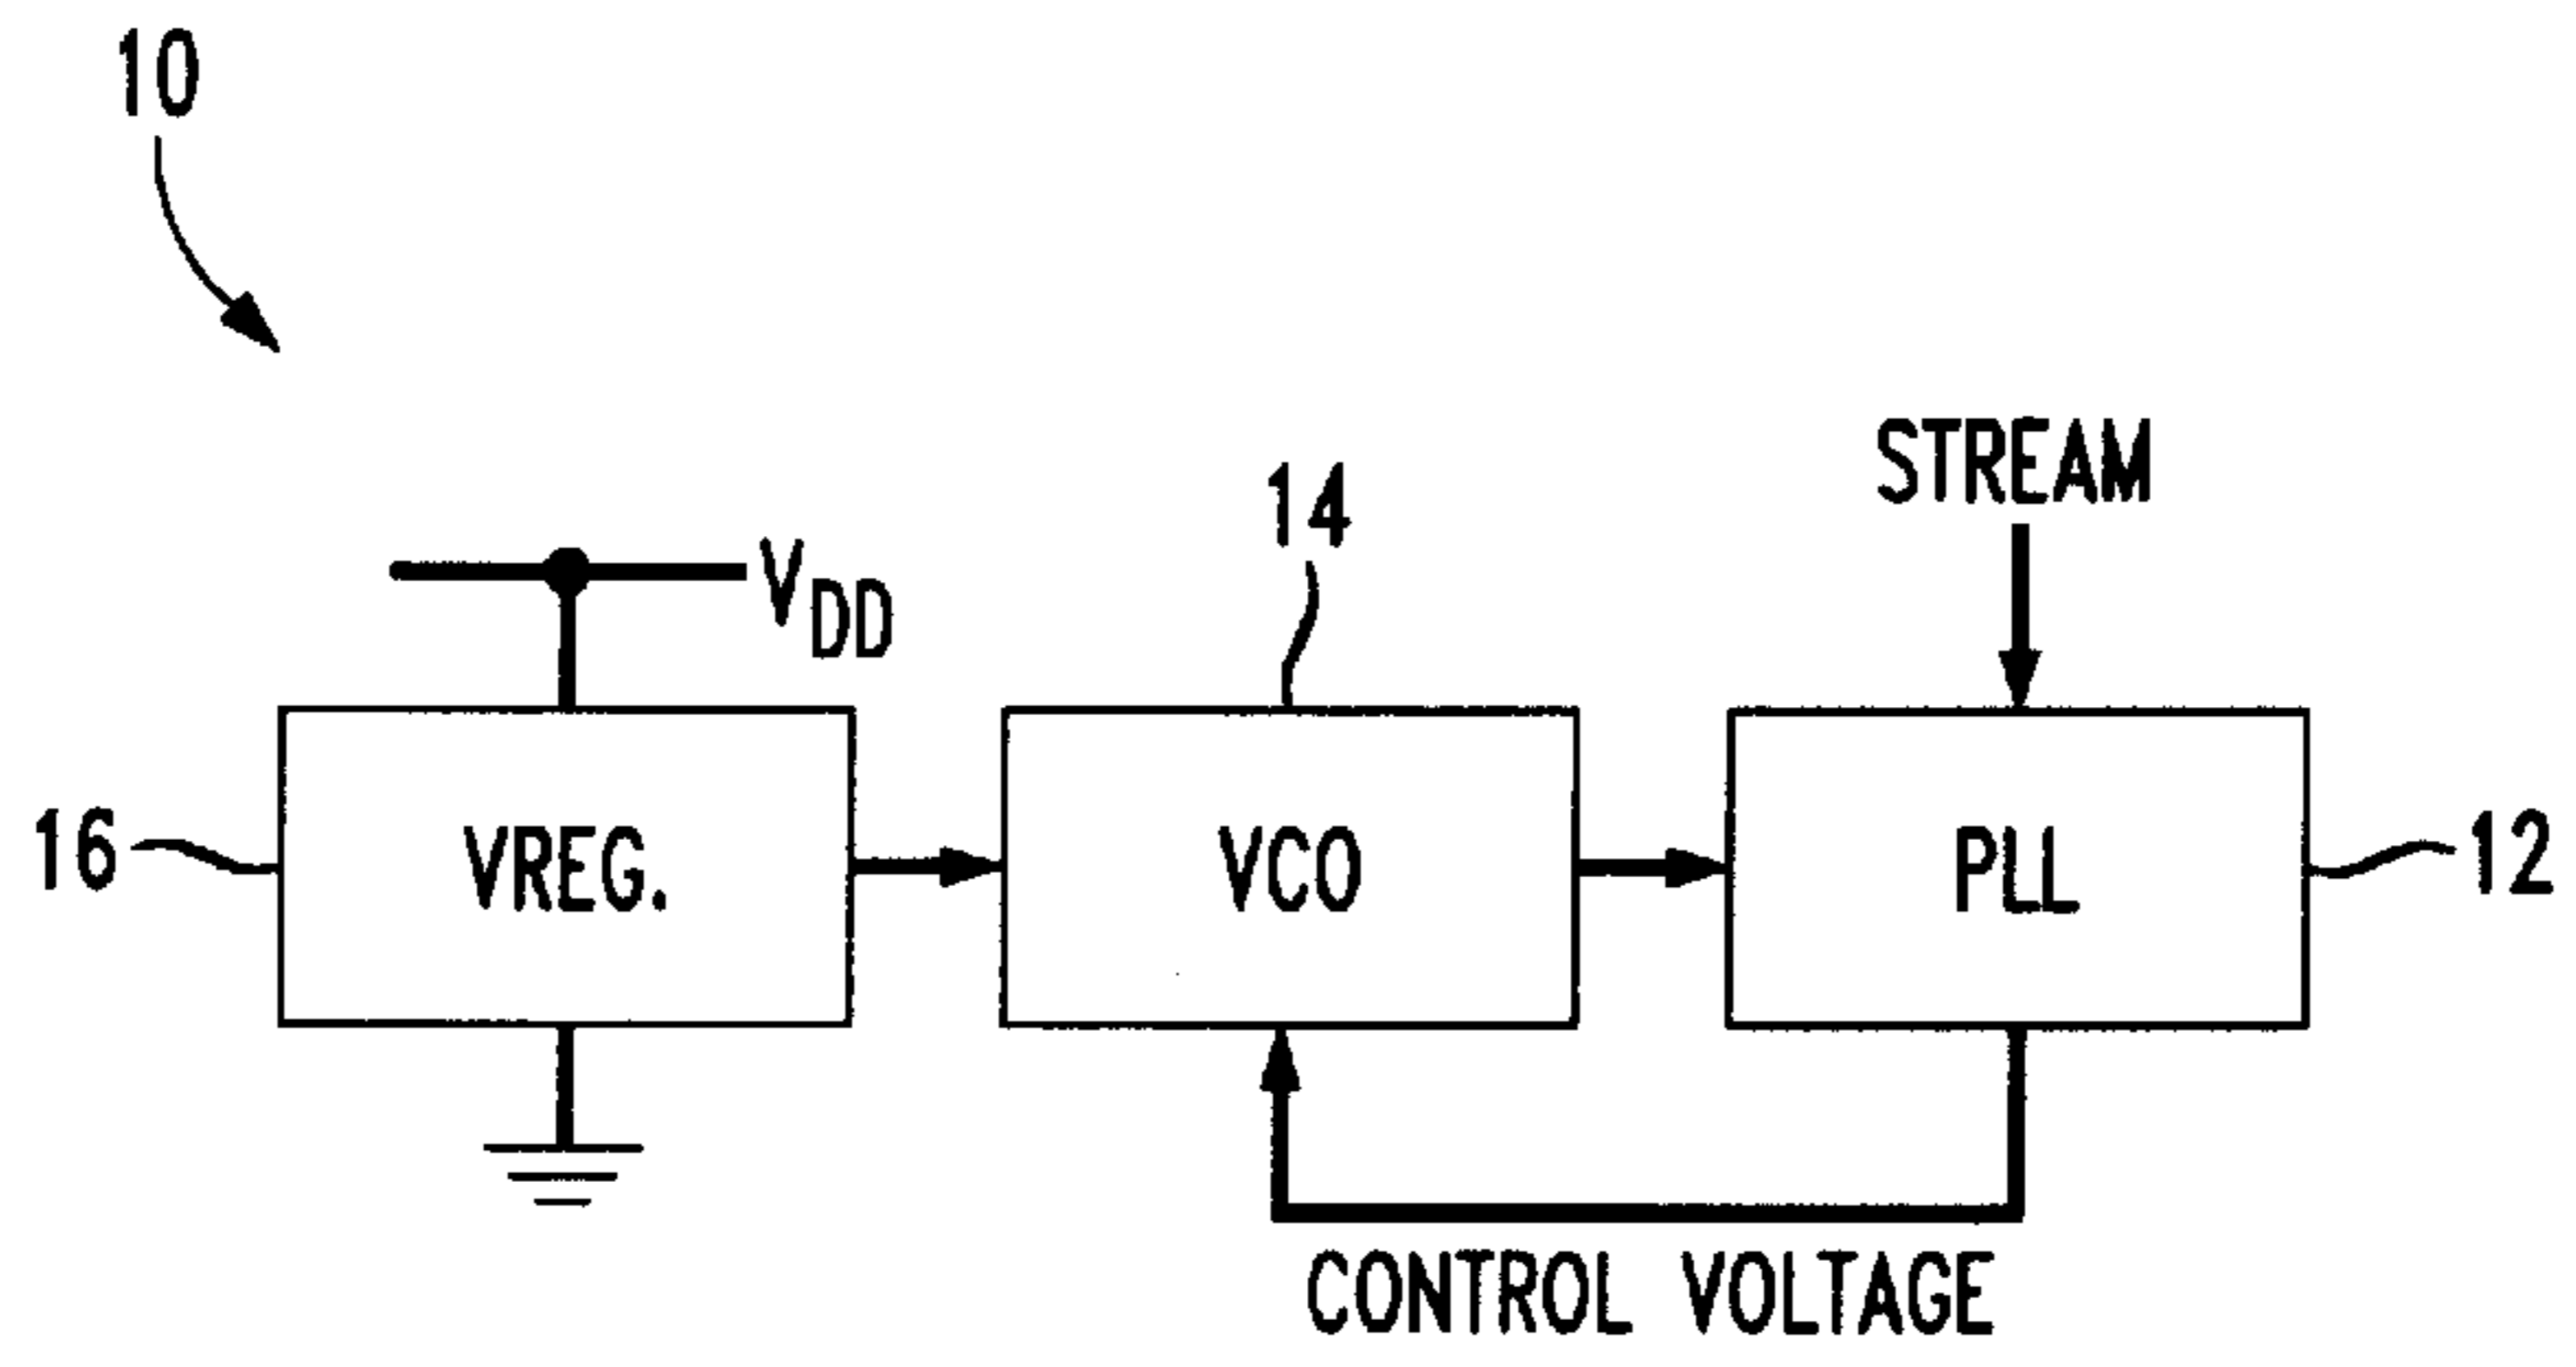 10
STREAM
14
VDD
16
VREG.
VCO
PLL
12
CONTROL VOLTAGE